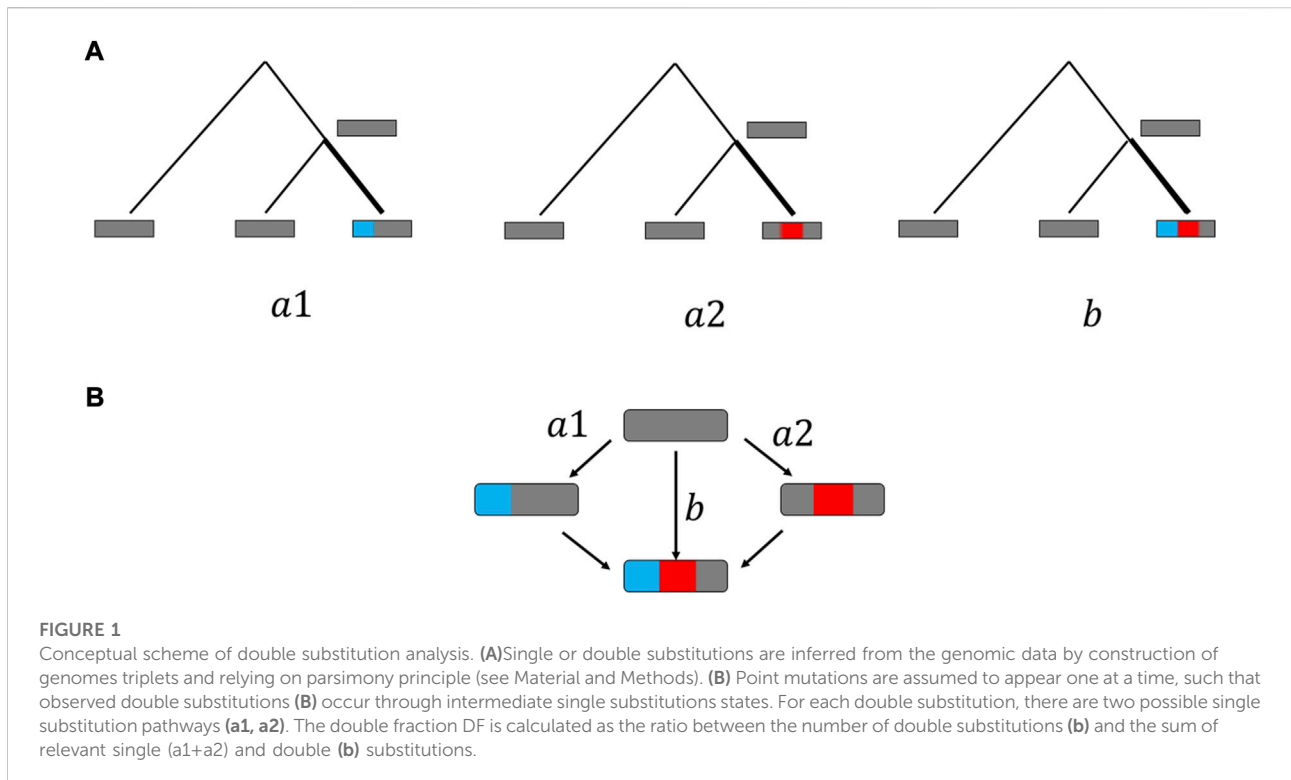 A
a1
a2
b
B
a1
a2
b
FIGURE 1
Conceptual scheme of double substitution analysis. (A)Single or double substitutions are inferred from the genomic data by construction of
genomes triplets and relying on parsimony principle (see Material and Methods). (B) Point mutations are assumed to appear one at a time, such that
observed double substitutions (B) occur through intermediate single substitutions states. For each double substitution, there are two possible single
substitution pathways (a1, a2). The double fraction DF is calculated as the ratio between the number of double substitutions (b) and the sum of
relevant single (a1+a2) and double (b) substitutions.